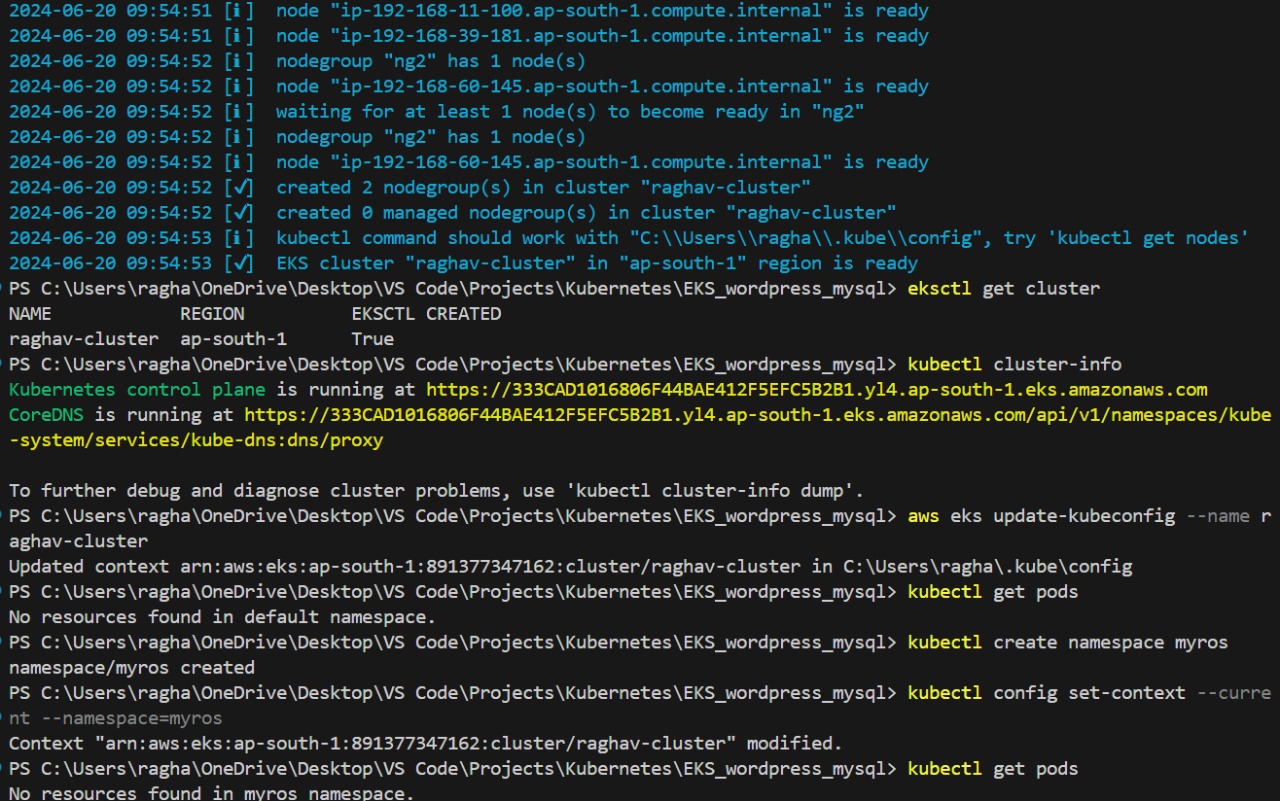 2024-06-20 09:54:51 [ℹ]  node "ip-192-168-11-100.ap-south-1.compute.internal" is ready
2024-06-20 09:54:51 [ℹ]  node "ip-192-168-39-181.ap-south-1.compute.internal" is ready
2024-06-20 09:54:52 [ℹ]  nodegroup "ng2" has 1 node(s)
2024-06-20 09:54:52 [ℹ]  node "ip-192-168-60-145.ap-south-1.compute.internal" is ready
2024-06-20 09:54:52 [ℹ]  waiting for at least 1 node(s) to become ready in "ng2"
2024-06-20 09:54:52 [ℹ]  nodegroup "ng2" has 1 node(s)
2024-06-20 09:54:52 [ℹ]  node "ip-192-168-60-145.ap-south-1.compute.internal" is ready
2024-06-20 09:54:52 [✓]  created 2 nodegroup(s) in cluster "raghav-cluster"
2024-06-20 09:54:52 [✓]  created 0 managed nodegroup(s) in cluster "raghav-cluster"
2024-06-20 09:54:53 [ℹ]  kubectl command should work with "C:\\Users\\ragha\\.kube\\config", try 'kubectl get nodes'
2024-06-20 09:54:53 [✓]  EKS cluster "raghav-cluster" in "ap-south-1" region is ready
PS C:\Users\ragha\OneDrive\Desktop\VS Code\Projects\Kubernetes\EKS_wordpress_mysql> eksctl get cluster
NAME            REGION          EKSCTL CREATED
raghav-cluster  ap-south-1      True
PS C:\Users\ragha\OneDrive\Desktop\VS Code\Projects\Kubernetes\EKS_wordpress_mysql> kubectl cluster-info
Kubernetes control plane is running at https://333CAD1016806F44BAE412F5EFC5B2B1.yl4.ap-south-1.eks.amazonaws.com
CoreDNS is running at https://333CAD1016806F44BAE412F5EFC5B2B1.yl4.ap-south-1.eks.amazonaws.com/api/v1/namespaces/kube
-system/services/kube-dns:dns/proxy

To further debug and diagnose cluster problems, use 'kubectl cluster-info dump'.
PS C:\Users\ragha\OneDrive\Desktop\VS Code\Projects\Kubernetes\EKS_wordpress_mysql> aws eks update-kubeconfig --name r
aghav-cluster
Updated context arn:aws:eks:ap-south-1:891377347162:cluster/raghav-cluster in C:\Users\ragha\.kube\config
PS C:\Users\ragha\OneDrive\Desktop\VS Code\Projects\Kubernetes\EKS_wordpress_mysql> kubectl get pods
No resources found in default namespace.
PS C:\Users\ragha\OneDrive\Desktop\VS Code\Projects\Kubernetes\EKS_wordpress_mysql> kubectl create namespace myros
namespace/myros created
PS C:\Users\ragha\OneDrive\Desktop\VS Code\Projects\Kubernetes\EKS_wordpress_mysql> kubectl config set-context --curre
nt --namespace=myros
Context "arn:aws:eks:ap-south-1:891377347162:cluster/raghav-cluster" modified.
PS C:\Users\ragha\OneDrive\Desktop\VS Code\Projects\Kubernetes\EKS_wordpress_mysql> kubectl get pods
No resources found in myros namespace.